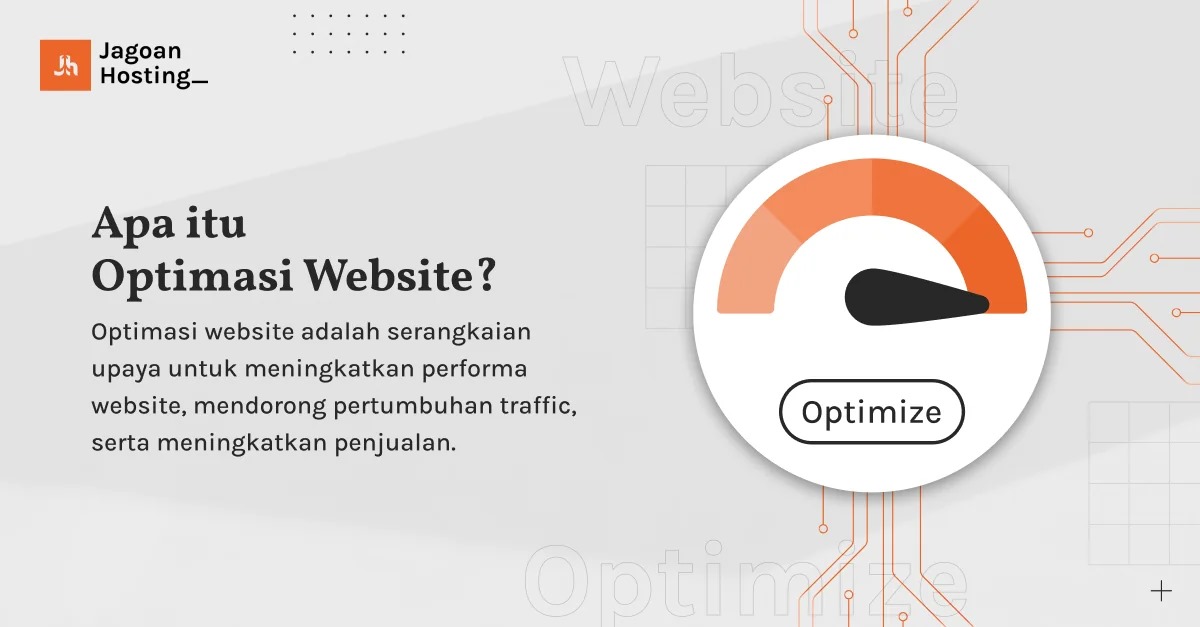 Jagoan
Hosting_
Website
Apa itu
Optimasi Website?
Optimasi website adalah serangkaian
upaya untuk meningkatkan performa
website, mendorong pertumbuhan traffic,
serta meningkatkan penjualan.
Optimize
Optimize